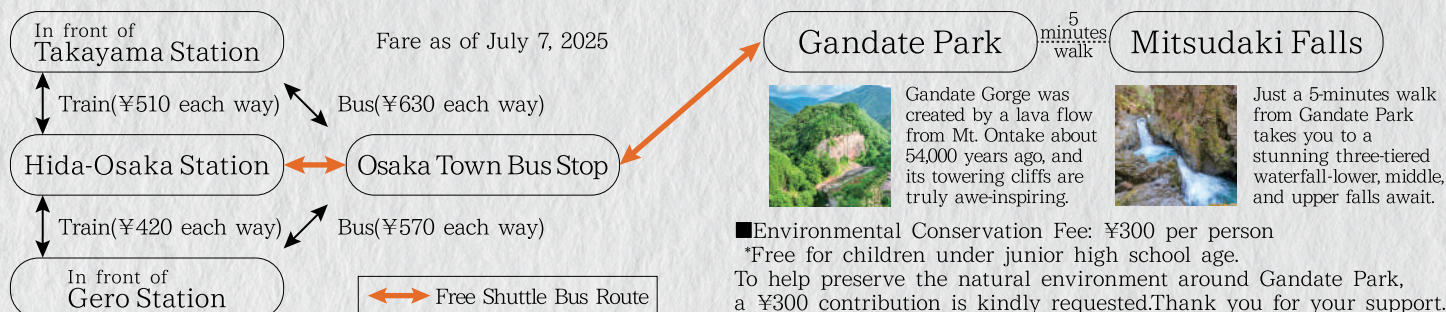 In front of
Takayama Station
Fare as of July 7, 2025
Train(¥510 each way)
Bus(¥630 each way)
Hida-Osaka Station
Osaka Town Bus Stop
Train(¥420 each way)
Bus(¥570 each way)
In front of
Gero Station
Free Shuttle Bus Route
Gandate Park
5
minutes
walk
Mitsudaki Falls
Gandate Gorge was
created by a lava flow
from Mt. Ontake about
54,000 years ago, and
its towering cliffs are
truly awe-inspiring.
Just a 5-minutes walk
from Gandate Park
takes you to a
stunning three-tiered
waterfall-lower, middle,
and upper falls await.
■Environmental Conservation Fee: ¥300 per person
*Free for children under junior high school age.
To help preserve the natural environment around Gandate Park,
a ¥300 contribution is kindly requested.Thank you for your support.